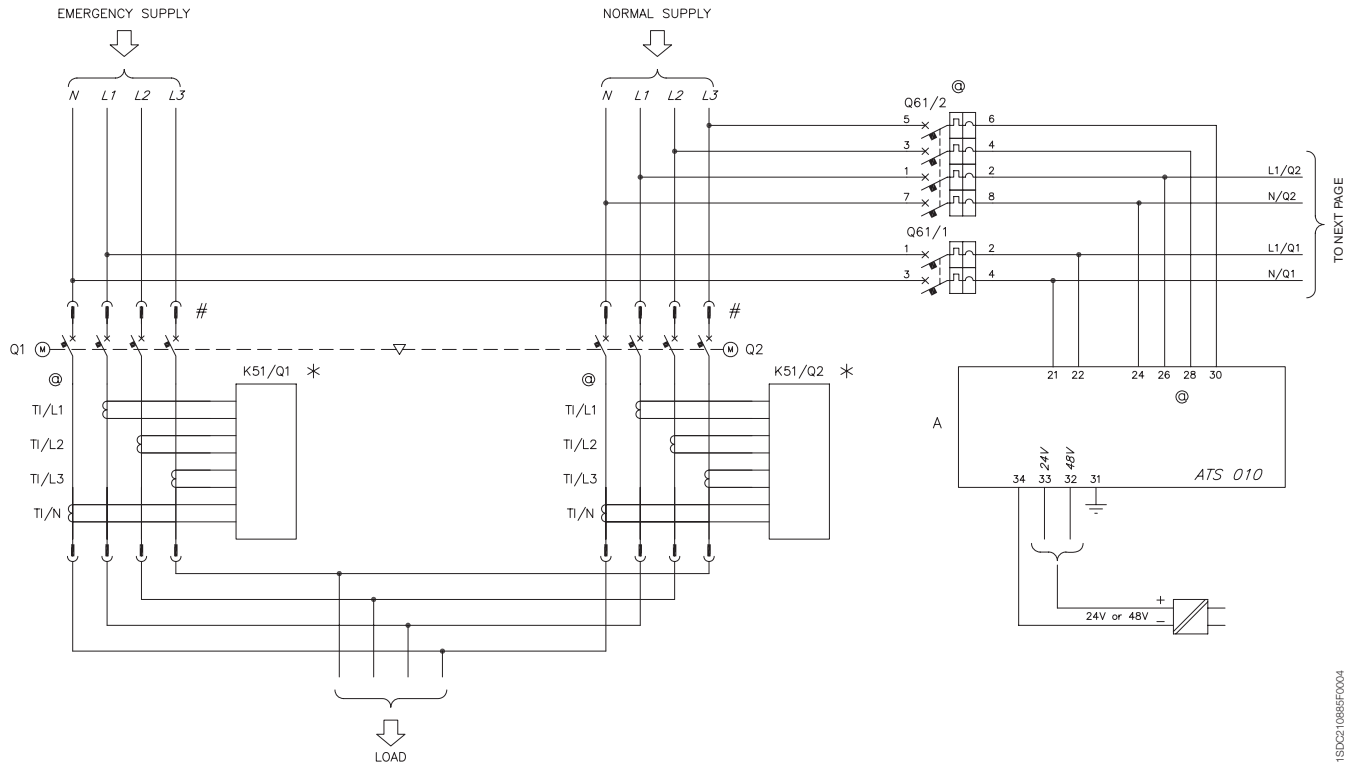 EMERGENCY SUPPLY
NORMAL SUPPLY
N L1 L2 L3
N L1 L2 L3
@
Q61/2
5 6
3 4
1 2
7 8
L1/Q2
N/Q2
Q61/1
1 2
3 4
L1/Q1
N/Q1
TO NEXT PAGE
#
#
Q1 M
M Q2
@
@
K51/Q1 *
K51/Q2 *
TI/L1
TI/L2
TI/L3
TI/N
TI/L1
TI/L2
TI/L3
TI/N
21 22 24 26 28 30
@
A
24V
48V
ATS 010
34 33 32 31
+
24V or 48V −
LOAD
1SDC210885F0004